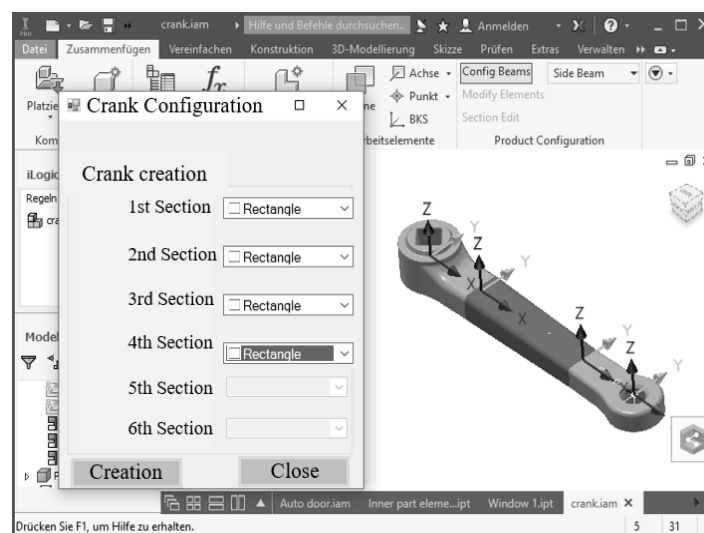 PRO crank.iam Hilfe und Befehle durchsuchen... Anmelden
Datei Zusammenfügen Vereinfachen Konstruktion 3D-Modellierung Skizze Prüfen Extras Verwalten
Platzie
fx
Achse
Punkt
BKS
Config Beams
Side Beam
Modify Elements
Section Edit
Kom
beitselemente
Product Configuration
Crank Configuration
iLogic
Regeln
cra
Crank creation
1st Section Rectangle
2nd Section Rectangle
3rd Section Rectangle
4th Section Rectangle
5th Section
6th Section
Creation Close
Model
Z
Y
Z
Y
X
X
Z
Y
Z
Y
Auto door.iam Inner part eleme...ipt Window 1.ipt crank.iam
Drücken Sie F1, um Hilfe zu erhalten. 5 31